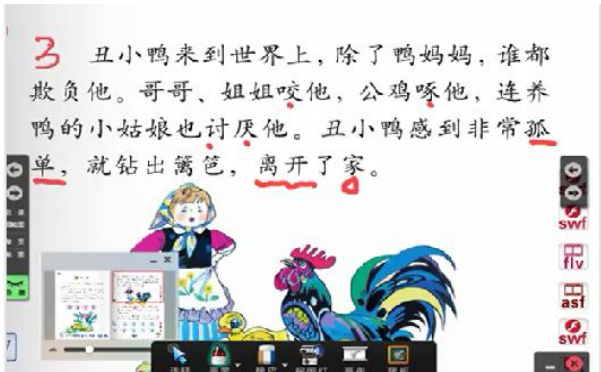 3 丑小鸭来到世界上，除了鸭妈妈，谁都
欺负他。哥哥、姐姐咬他，公鸡啄他，连养
鸭的小姑娘也讨厌他。丑小鸭感到非常孤
单，就钻出篱笆，离开了家。
swf
flv
asf
swf